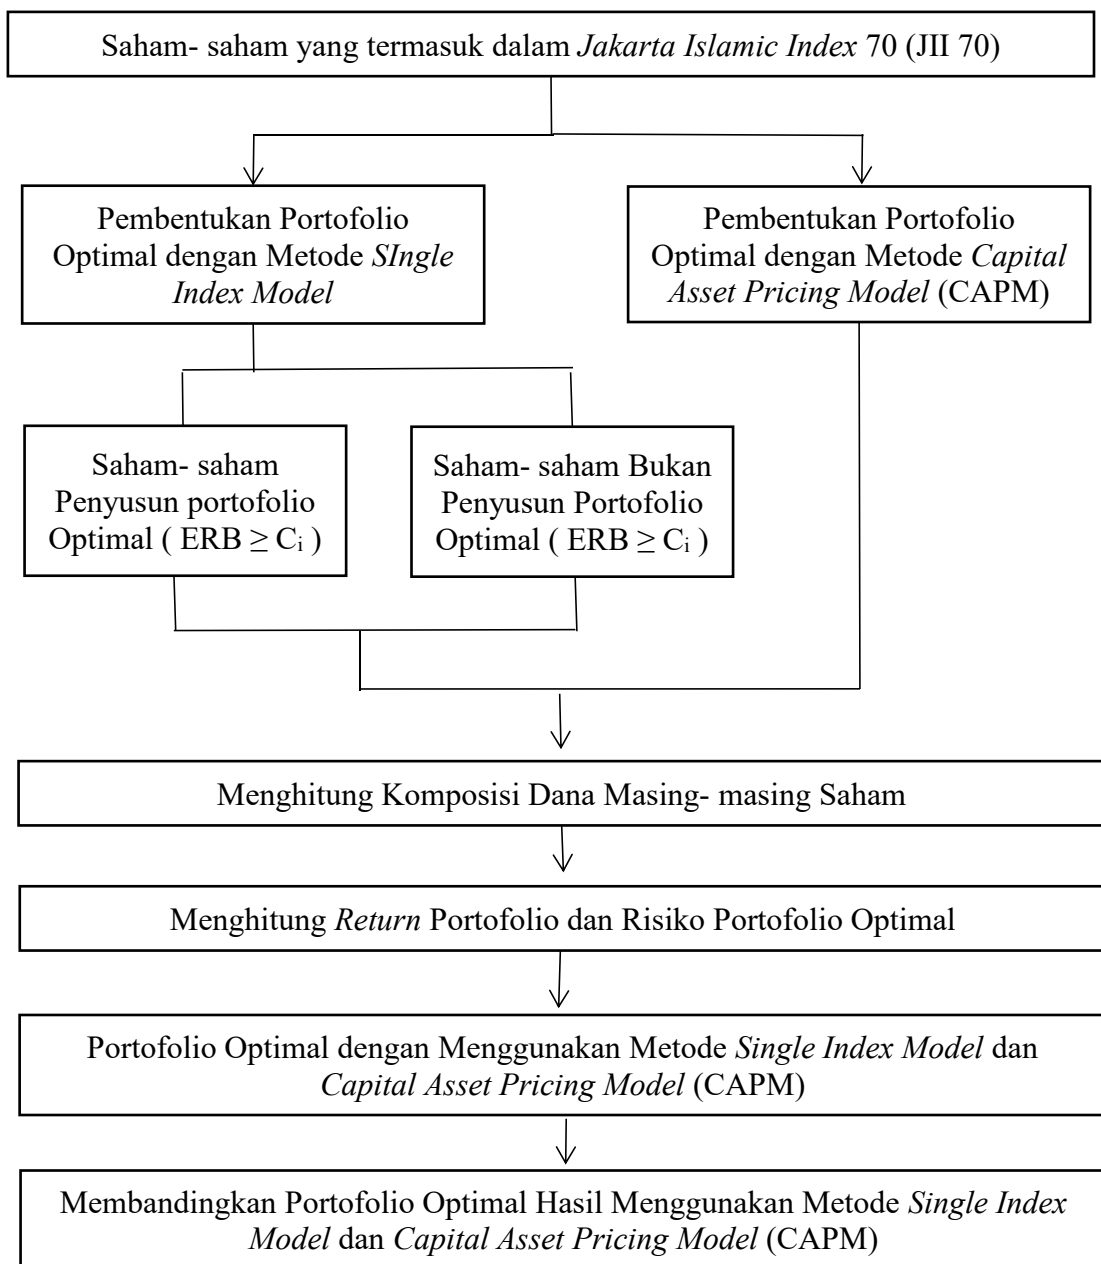 Saham- saham yang termasuk dalam Jakarta Islamic Index 70 (JII 70)
Pembentukan Portofolio
Optimal dengan Metode SIngle
Index Model
Pembentukan Portofolio
Optimal dengan Metode Capital
Asset Pricing Model (CAPM)
Saham- saham
Penyusun portofolio
Optimal ( ERB ≥ Cᵢ )
Saham- saham Bukan
Penyusun Portofolio
Optimal ( ERB ≥ Cᵢ )
Menghitung Komposisi Dana Masing- masing Saham
Menghitung Return Portofolio dan Risiko Portofolio Optimal
Portofolio Optimal dengan Menggunakan Metode Single Index Model dan
Capital Asset Pricing Model (CAPM)
Membandingkan Portofolio Optimal Hasil Menggunakan Metode Single Index
Model dan Capital Asset Pricing Model (CAPM)